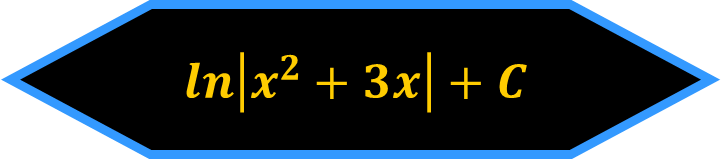 ln|x² + 3x| + C